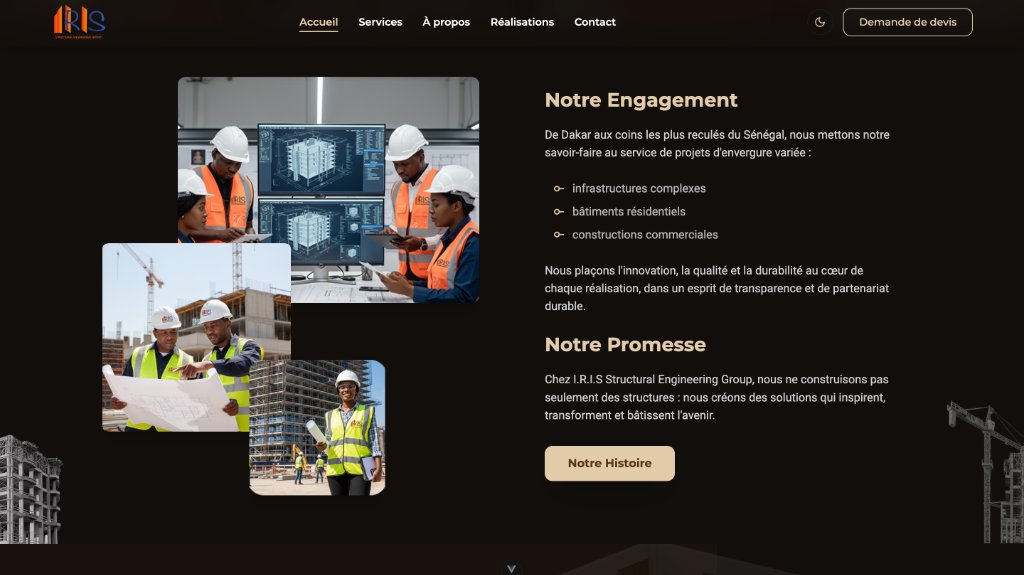 IRIS
Accueil
Services
À propos
Réalisations
Contact
Demande de devis
Notre Engagement
De Dakar aux coins les plus reculés du Sénégal, nous mettons notre
savoir-faire au service de projets d'envergure variée :
infrastructures complexes
bâtiments résidentiels
constructions commerciales
Nous plaçons l'innovation, la qualité et la durabilité au cœur de
chaque réalisation, dans un esprit de transparence et de partenariat
durable.
Notre Promesse
Chez I.R.I.S Structural Engineering Group, nous ne construisons pas
seulement des structures : nous créons des solutions qui inspirent,
transforment et bâtissent l'avenir.
Notre Histoire